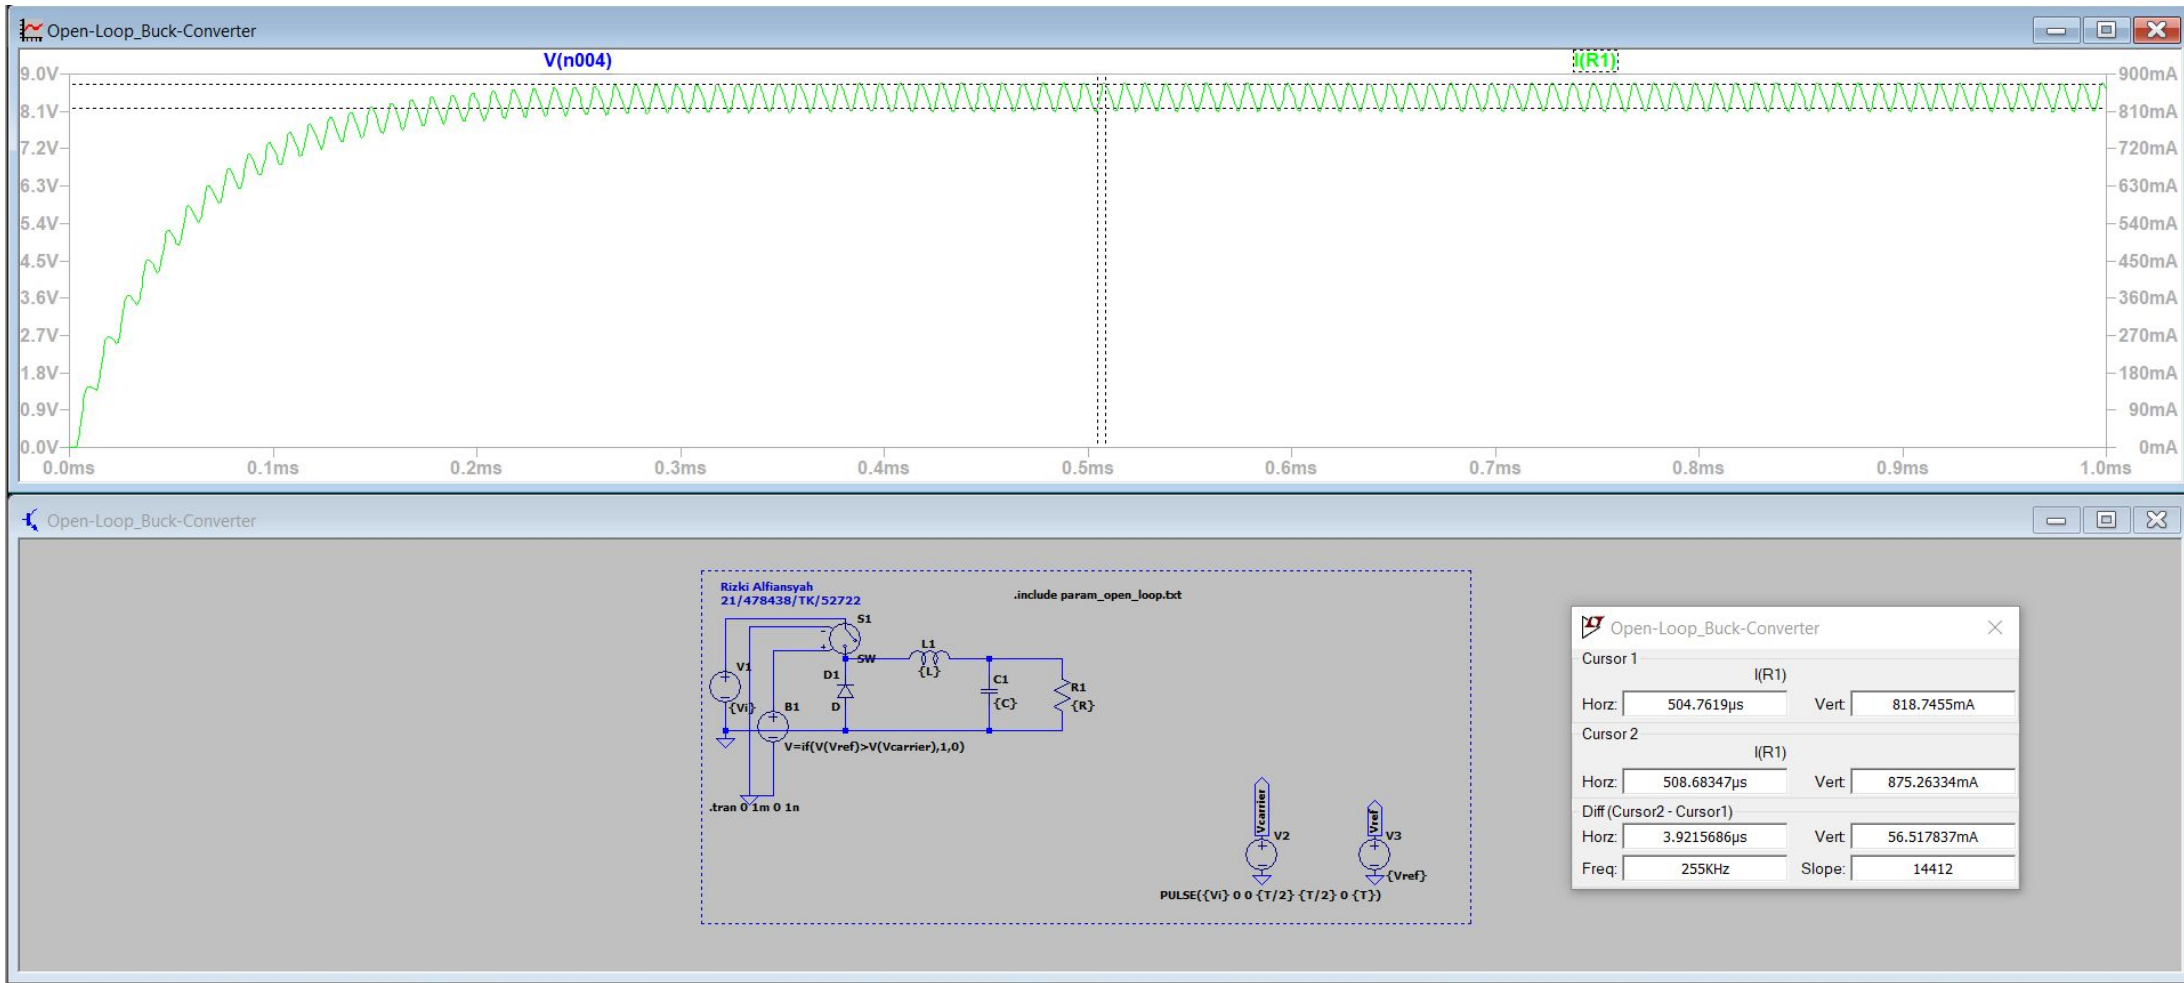 Open-Loop_Buck-Converter
V(n004)
I(R1)
9.0V
8.1V
7.2V
6.3V
5.4V
4.5V
3.6V
2.7V
1.8V
0.9V
0.0V
900mA
810mA
720mA
630mA
540mA
450mA
360mA
270mA
180mA
90mA
0mA
0.0ms 0.1ms 0.2ms 0.3ms 0.4ms 0.5ms 0.6ms 0.7ms 0.8ms 0.9ms 1.0ms
Open-Loop_Buck-Converter
Rizki Alfiansyah
21/478438/TK/52722
.include param_open_loop.txt
S1
SW
L1
{L}
V1
{Vi}
D1
D
B1
C1
{C}
R1
{R}
V=if(V(Vref)>V(Vcarrier),1,0)
.tran 0 1m 0 1n
Vcarrier
V2
Vref
V3
{Vref}
PULSE({Vi} 0 0 {T/2} {T/2} 0 {T})
Open-Loop_Buck-Converter
Cursor 1
I(R1)
Horz: 504.7619µs Vert: 818.7455mA
Cursor 2
I(R1)
Horz: 508.68347µs Vert: 875.26334mA
Diff (Cursor2 - Cursor1)
Horz: 3.9215686µs Vert: 56.517837mA
Freq: 255KHz Slope: 14412